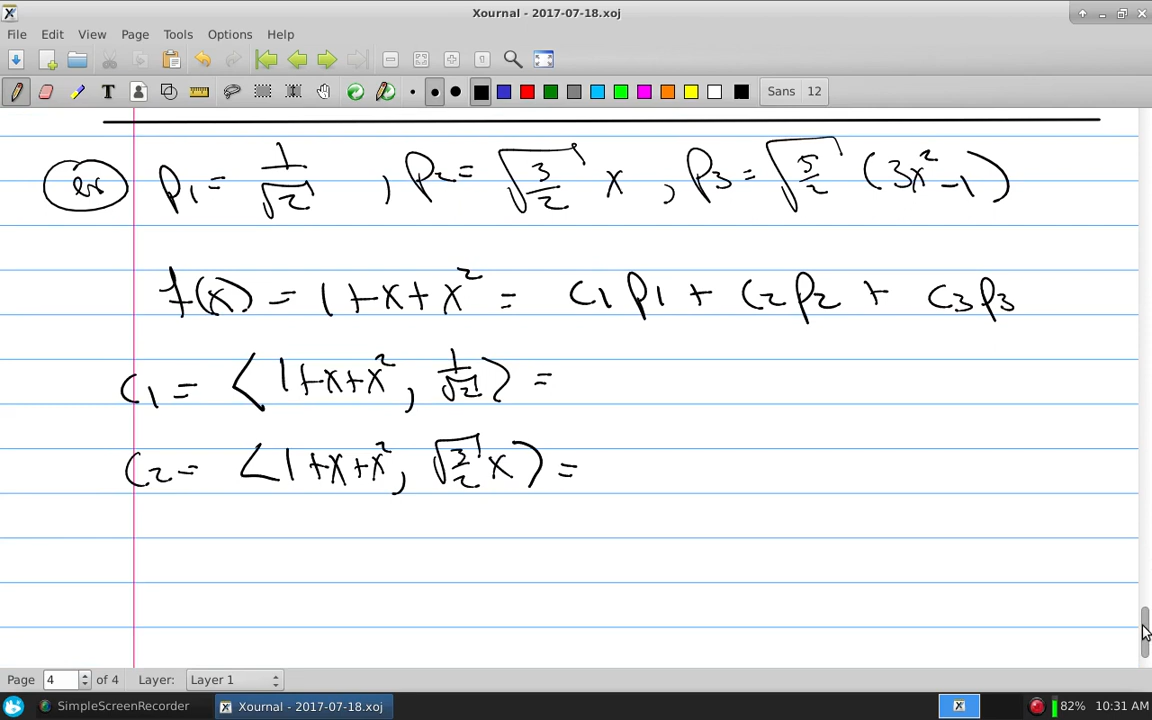 Xournal - 2017-07-18.xoj
File Edit View Page Tools Options Help
Sans 12
ex p1 = 1/√2 , p2 = √(3/2) x , p3 = √(5/2) (3x² - 1)
f(x) = 1 + x + x² = c1p1 + c2p2 + c3p3
c1 = ⟨1+x+x², 1/√2⟩ =
c2 = ⟨1+x+x², √(3/2) x⟩ =
Page 4 of 4 Layer: Layer 1
SimpleScreenRecorder Xournal - 2017-07-18.xoj 82% 10:31 AM